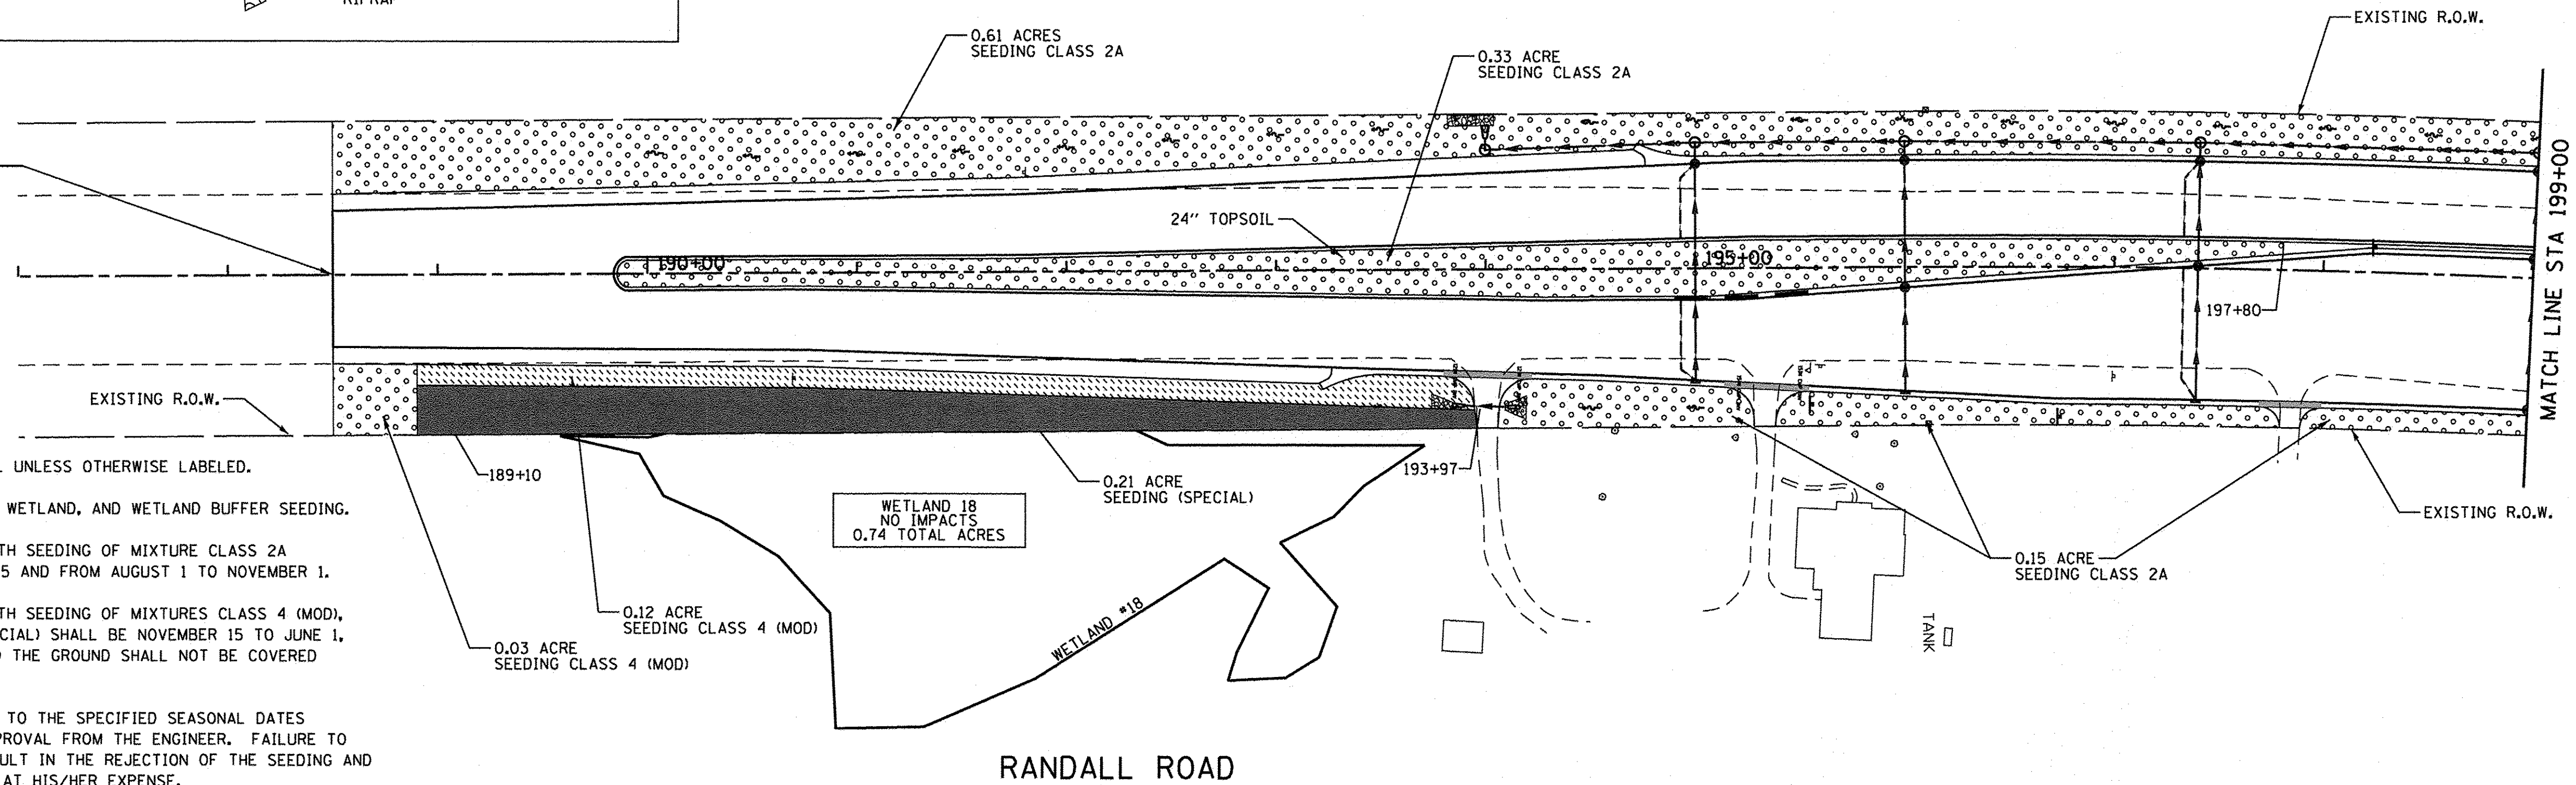 RIPRAP
0.61 ACRES
SEEDING CLASS 2A
0.33 ACRE
SEEDING CLASS 2A
EXISTING R.O.W.
24" TOPSOIL
190+00
195+00
197+80
MATCH LINE STA 199+00
EXISTING R.O.W.
189+10
193+97
0.21 ACRE
SEEDING (SPECIAL)
WETLAND 18
NO IMPACTS
0.74 TOTAL ACRES
EXISTING R.O.W.
0.15 ACRE
SEEDING CLASS 2A
0.12 ACRE
SEEDING CLASS 4 (MOD)
0.03 ACRE
SEEDING CLASS 4 (MOD)
WETLAND #18
TANK
UNLESS OTHERWISE LABELED.
WETLAND, AND WETLAND BUFFER SEEDING.
TH SEEDING OF MIXTURE CLASS 2A
5 AND FROM AUGUST 1 TO NOVEMBER 1.
TH SEEDING OF MIXTURES CLASS 4 (MOD),
CIAL) SHALL BE NOVEMBER 15 TO JUNE 1,
THE GROUND SHALL NOT BE COVERED
TO THE SPECIFIED SEASONAL DATES
PROVAL FROM THE ENGINEER. FAILURE TO
ULT IN THE REJECTION OF THE SEEDING AND
AT HIS/HER EXPENSE.
RANDALL ROAD